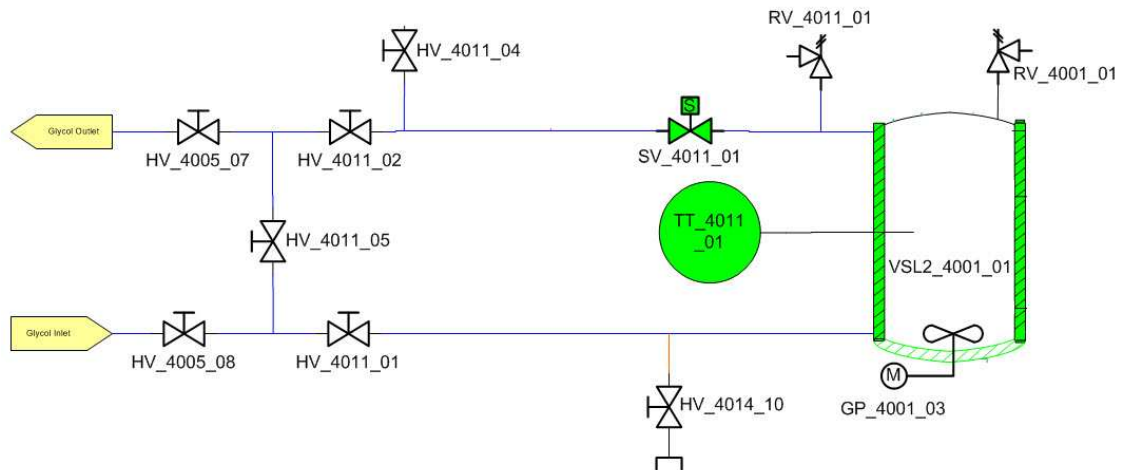 RV_4011_01
HV_4011_04
RV_4001_01
S
Glycol Outlet
HV_4005_07
HV_4011_02
SV_4011_01
TT_4011
_01
HV_4011_05
VSL2_4001_01
Glycol Inlet
HV_4005_08
HV_4011_01
M
HV_4014_10
GP_4001_03